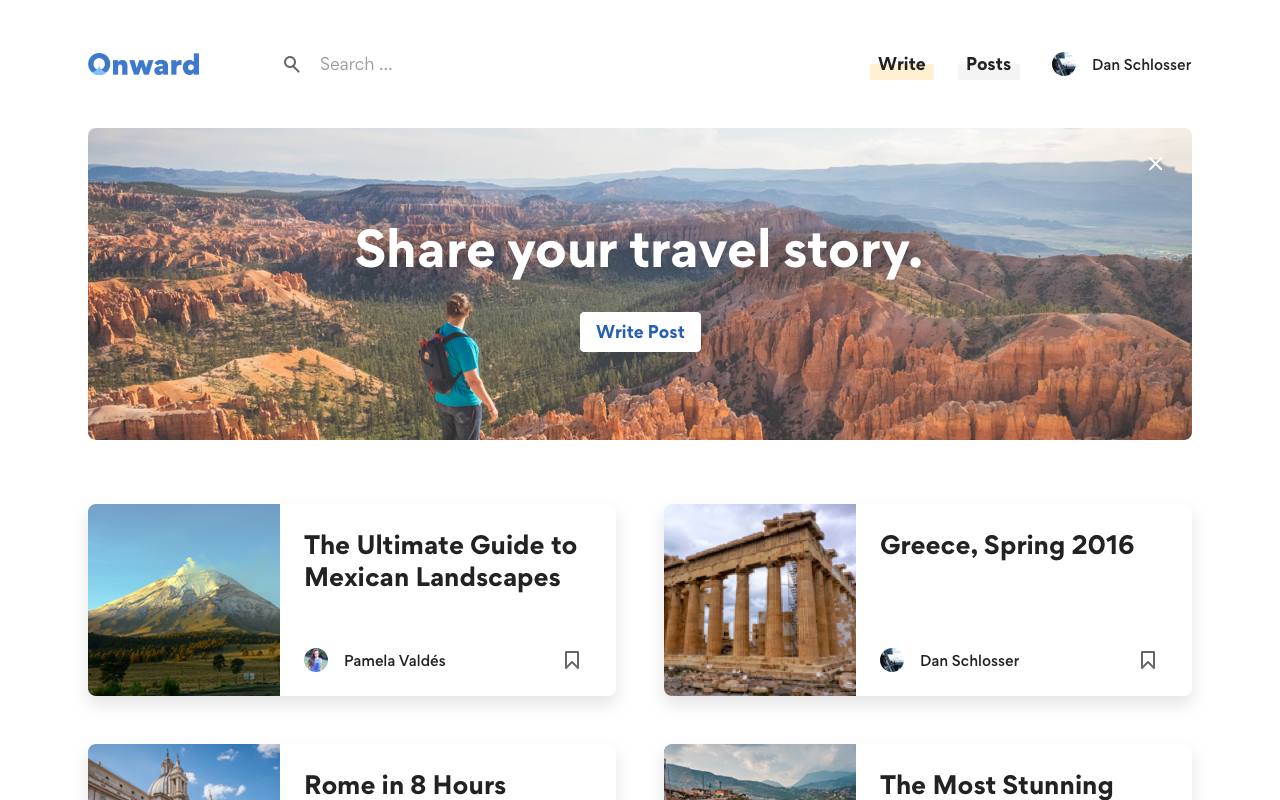 Onward
Search ...
Write
Posts
Dan Schlosser
Share your travel story.
Write Post
The Ultimate Guide to
Mexican Landscapes
Pamela Valdés
Greece, Spring 2016
Dan Schlosser
Rome in 8 Hours
The Most Stunning